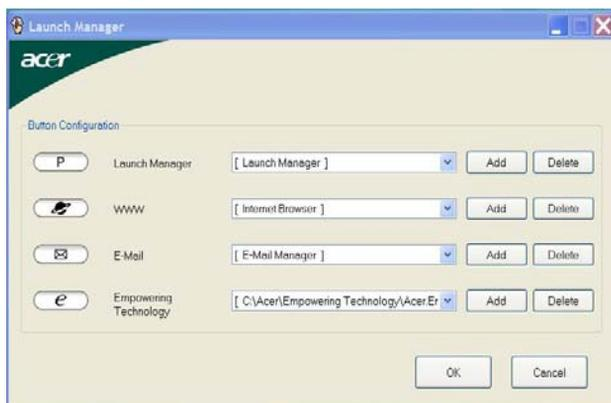 Launch Manager
acer
Button Configuration
P Launch Manager [ Launch Manager ] Add Delete
WWW [ Internet Browser ] Add Delete
E-Mail [ E-Mail Manager ] Add Delete
e Empowering Technology [ C:\Acer\Empowering Technology\Acer.Er Add Delete
OK Cancel